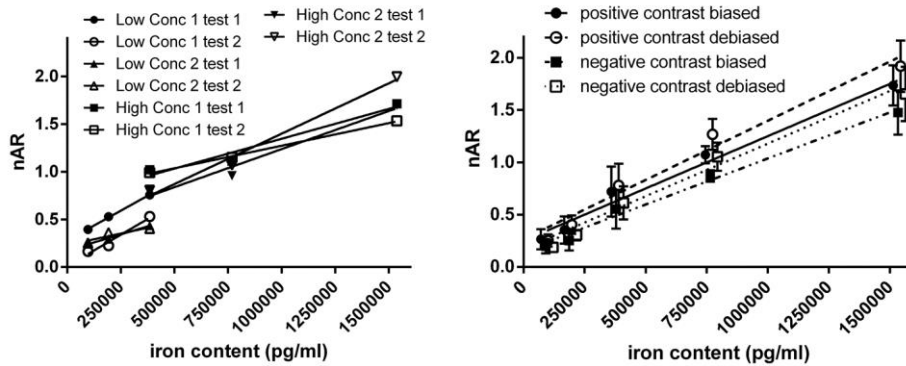 Low Conc 1 test 1
Low Conc 1 test 2
Low Conc 2 test 1
Low Conc 2 test 2
High Conc 1 test 1
High Conc 1 test 2
High Conc 2 test 1
High Conc 2 test 2
nAR
2.0
1.5
1.0
0.5
0.0
0
250000
500000
750000
1000000
1250000
1500000
iron content (pg/ml)
positive contrast biased
positive contrast debiased
negative contrast biased
negative contrast debiased
nAR
2.0
1.5
1.0
0.5
0.0
0
250000
500000
750000
1000000
1250000
1500000
iron content (pg/ml)